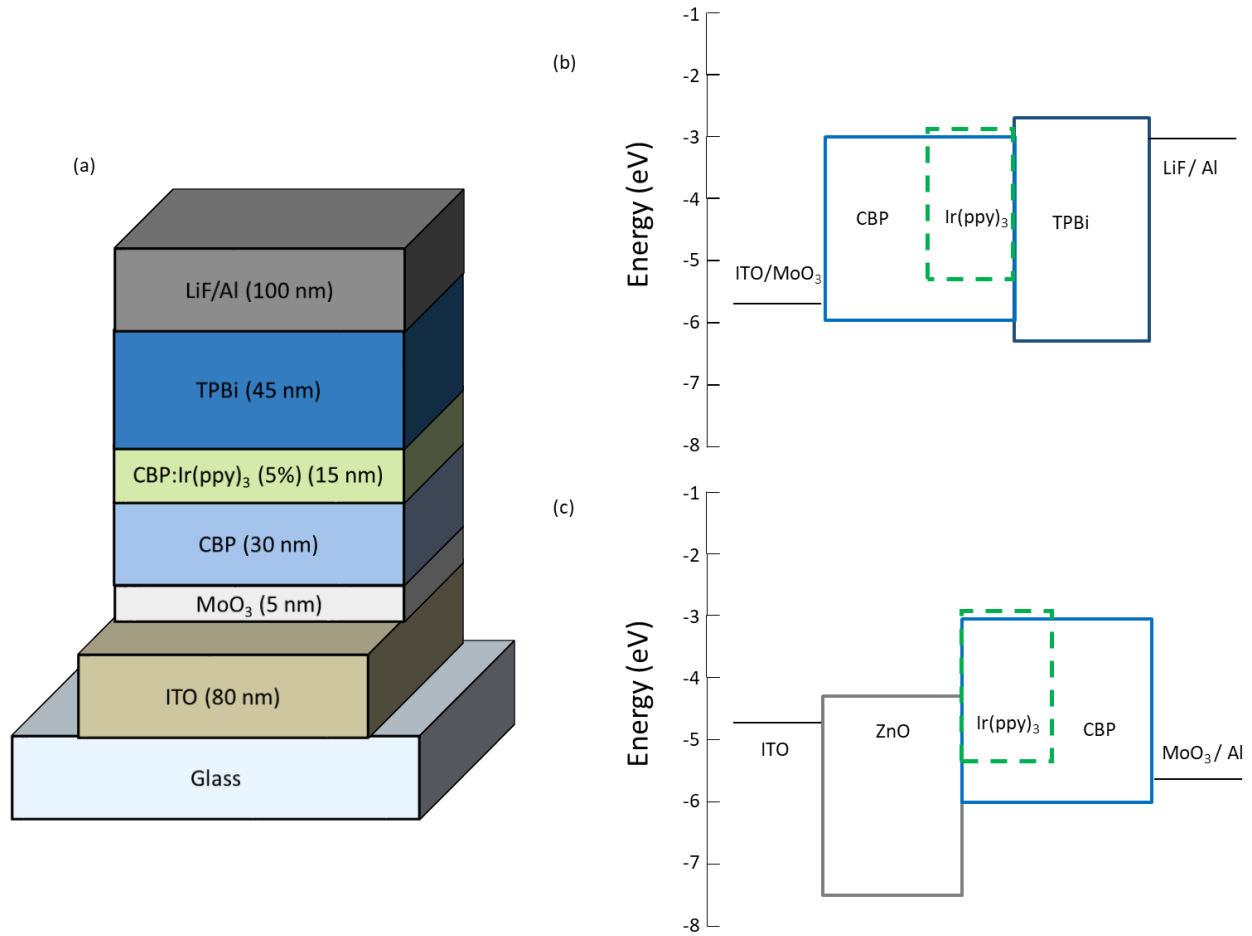 (a)
LiF/Al (100 nm)
TPBi (45 nm)
CBP:Ir(ppy)₃ (5%) (15 nm)
CBP (30 nm)
MoO₃ (5 nm)
ITO (80 nm)
Glass
(b)
Energy (eV)
-1
-2
-3
-4
-5
-6
-7
-8
ITO/MoO₃
CBP
Ir(ppy)₃
TPBi
LiF/ Al
(c)
Energy (eV)
-1
-2
-3
-4
-5
-6
-7
-8
ITO
ZnO
Ir(ppy)₃
CBP
MoO₃/ Al